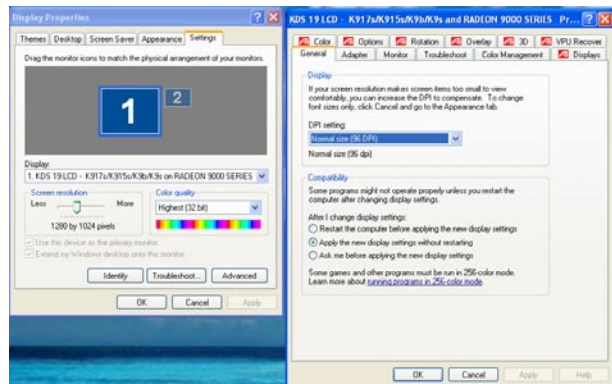 Display Properties
Themes Desktop Screen Saver Appearance Settings
Drag the monitor icons to match the physical arrangement of your monitors.
1 2
Display:
1. KDS 19 LCD - K917s/K915s/K9b/K9s on RADEON 9000 SERIES
Screen resolution
Less More
1280 by 1024 pixels
Color quality
Highest (32 bit)
Use this device as the primary monitor.
Extend my Windows desktop onto this monitor.
Identify Troubleshoot... Advanced
OK Cancel Apply
KDS 19 LCD - K917s/K915s/K9b/K9s and RADEON 9000 SERIES Pr...
Color Options Rotation Overlay 3D VPU Recover
General Adapter Monitor Troubleshoot Color Management Displays
Display
If your screen resolution makes screen items too small to view
comfortably, you can increase the DPI to compensate. To change
font sizes only, click Cancel and go to the Appearance tab.
DPI setting:
Normal size (96 DPI)
Normal size (96 dpi)
Compatibility
Some programs might not operate properly unless you restart the
computer after changing display settings.
After I change display settings:
Restart the computer before applying the new display settings
Apply the new display settings without restarting
Ask me before applying the new display settings
Some games and other programs must be run in 256-color mode.
Learn more about running programs in 256-color mode.
OK Cancel Apply Help